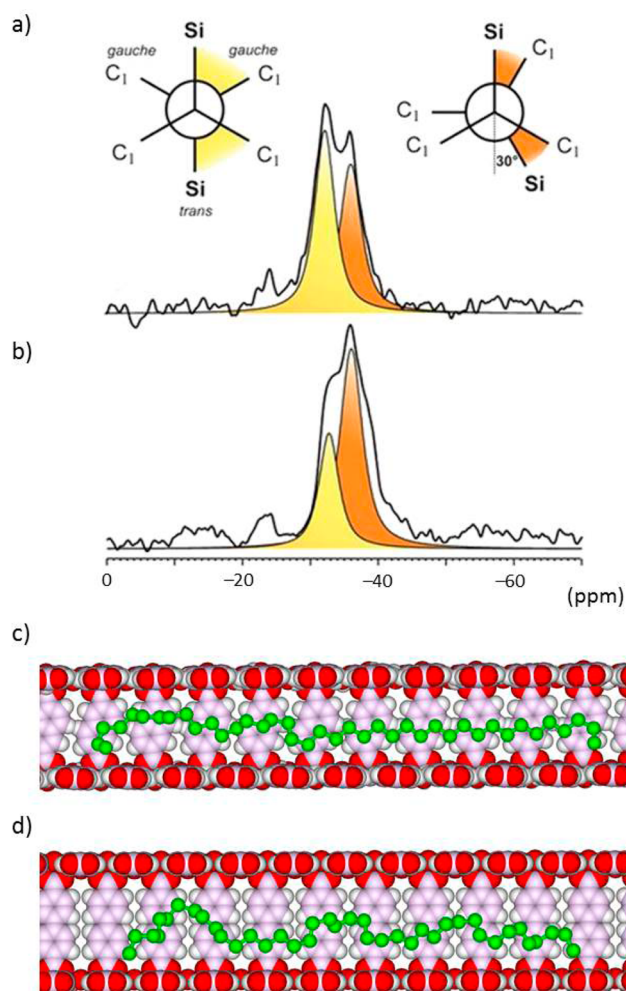 a)
Si
gauche
gauche
C1
C1
C1
C1
Si
trans
Si
C1
C1
C1
C1
30°
Si
b)
0
−20
−40
−60
(ppm)
c)
d)